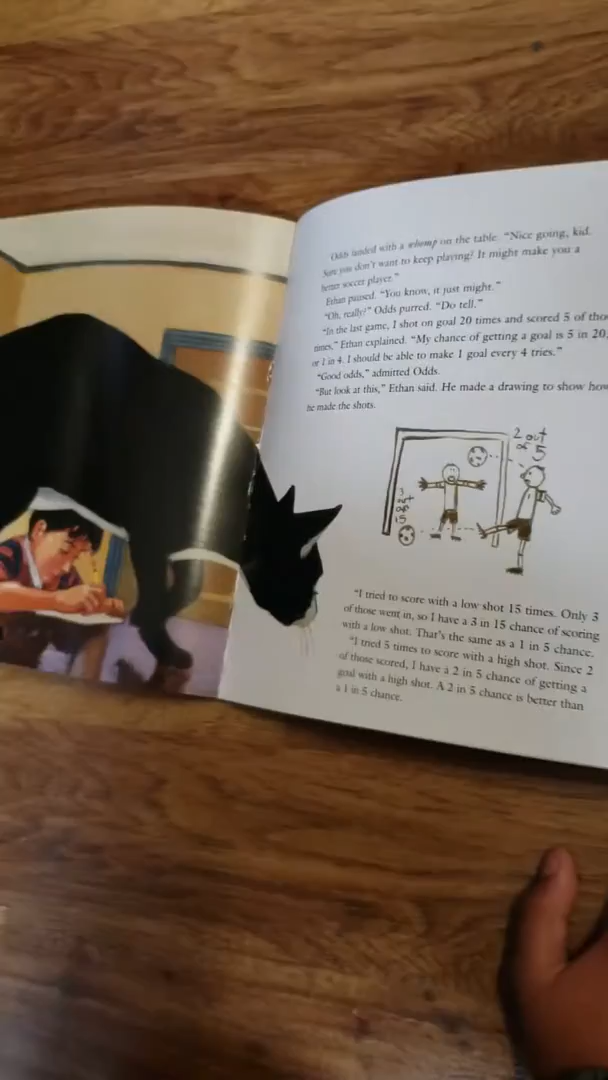 Odds landed with a whomp on the table. “Nice going, kid.
Sure you don’t want to keep playing? It might make you a
better soccer player.”
Ethan paused. “You know, it just might.”
“Oh, really?” Odds purred. “Do tell.”
“In the last game, I shot on goal 20 times and scored 5 of tho
times,” Ethan explained. “My chance of getting a goal is 5 in 20,
or 1 in 4. I should be able to make 1 goal every 4 tries.”
“Good odds,” admitted Odds.
“But look at this,” Ethan said. He made a drawing to show how
he made the shots.
2 out
of
5
3
out
of
15
“I tried to score with a low shot 15 times. Only 3
of those went in, so I have a 3 in 15 chance of scoring
with a low shot. That’s the same as a 1 in 5 chance.
“I tried 5 times to score with a high shot. Since 2
of those scored, I have a 2 in 5 chance of getting a
goal with a high shot. A 2 in 5 chance is better than
a 1 in 5 chance.